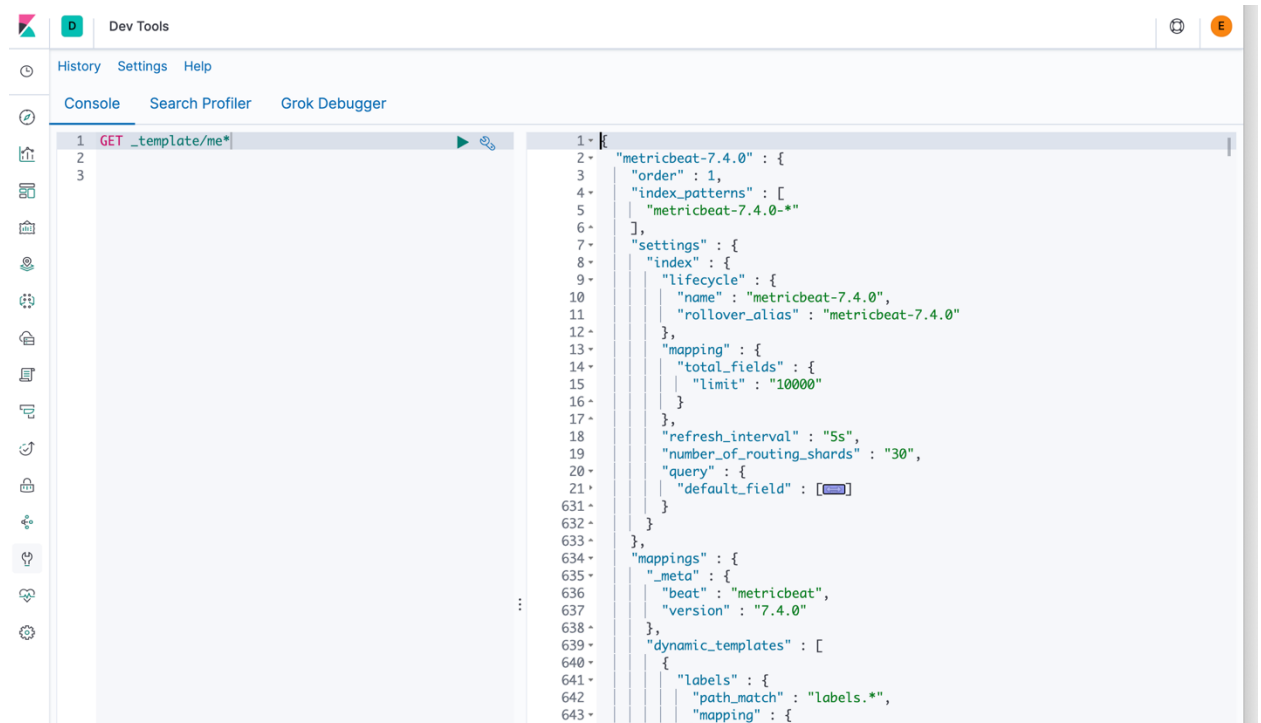 D Dev Tools E
History Settings Help
Console Search Profiler Grok Debugger
1 GET _template/me*
2
3
1 {
2 "metricbeat-7.4.0" : {
3 "order" : 1,
4 "index_patterns" : [
5 "metricbeat-7.4.0-*"
6 ],
7 "settings" : {
8 "index" : {
9 "lifecycle" : {
10 "name" : "metricbeat-7.4.0",
11 "rollover_alias" : "metricbeat-7.4.0"
12 },
13 "mapping" : {
14 "total_fields" : {
15 "limit" : "10000"
16 }
17 },
18 "refresh_interval" : "5s",
19 "number_of_routing_shards" : "30",
20 "query" : {
21 "default_field" : []
631 }
632 }
633 },
634 "mappings" : {
635 "_meta" : {
636 "beat" : "metricbeat",
637 "version" : "7.4.0"
638 },
639 "dynamic_templates" : [
640 {
641 "labels" : {
642 "path_match" : "labels.*",
643 "mapping" : {